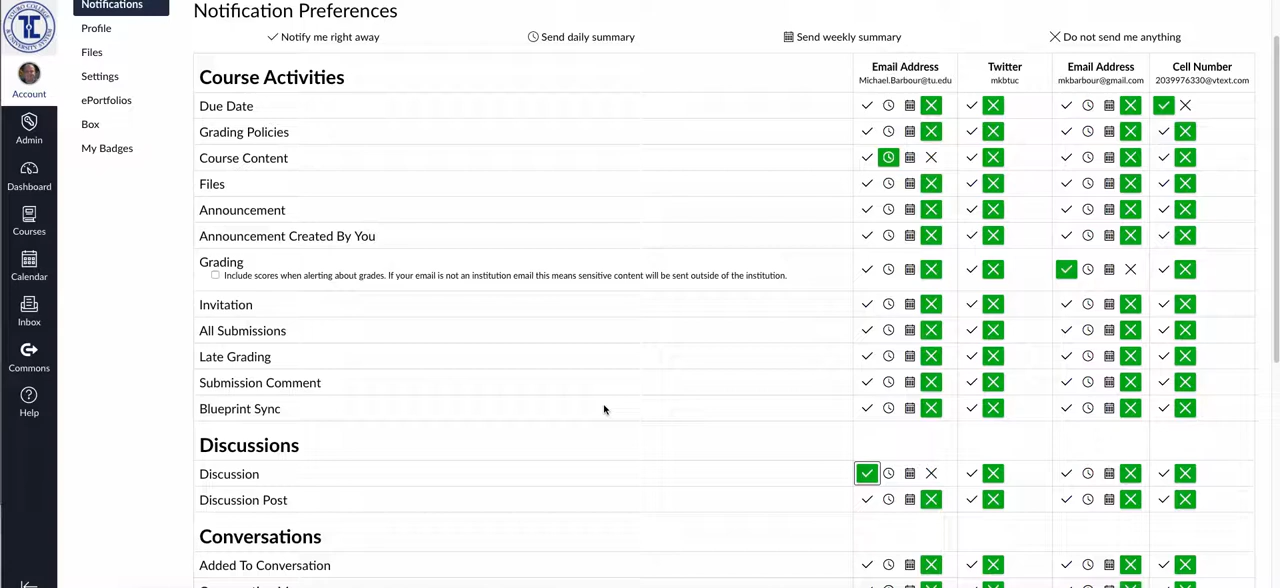 Notifications
Profile
Files
Settings
ePortfolios
Box
My Badges
Account
Admin
Dashboard
Courses
Calendar
Inbox
Commons
Help
Notification Preferences
Notify me right away
Send daily summary
Send weekly summary
Do not send me anything
Course Activities
Email Address
Michael.Barbour@tu.edu
Twitter
mkbtuc
Email Address
mkbarbour@gmail.com
Cell Number
2039976330@vtext.com
Due Date
Grading Policies
Course Content
Files
Announcement
Announcement Created By You
Grading
Include scores when alerting about grades. If your email is not an institution email this means sensitive content will be sent outside of the institution.
Invitation
All Submissions
Late Grading
Submission Comment
Blueprint Sync
Discussions
Discussion
Discussion Post
Conversations
Added To Conversation